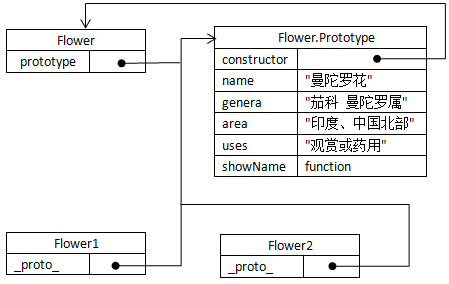 Flower
prototype
Flower.Prototype
constructor
name "曼陀罗花"
genera "茄科 曼陀罗属"
area "印度、中国北部"
uses "观赏或药用"
showName function
Flower1
_proto_
Flower2
_proto_